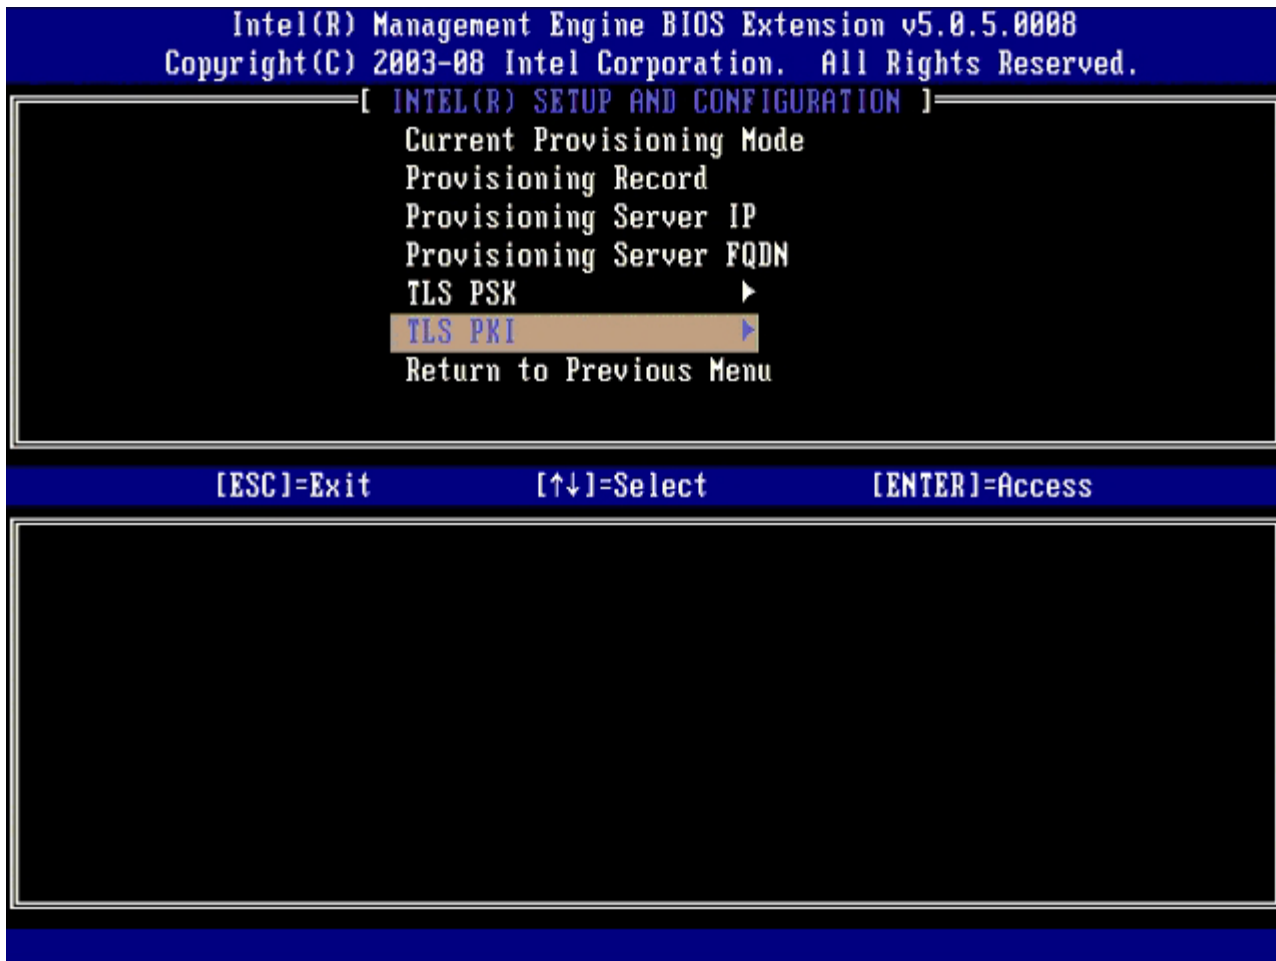 Intel(R) Management Engine BIOS Extension v5.0.5.0008
Copyright(C) 2003-08 Intel Corporation. All Rights Reserved.
[ INTEL(R) SETUP AND CONFIGURATION ]
Current Provisioning Mode
Provisioning Record
Provisioning Server IP
Provisioning Server FQDN
TLS PSK ►
TLS PKI ►
Return to Previous Menu
[ESC]=Exit [↑↓]=Select [ENTER]=Access